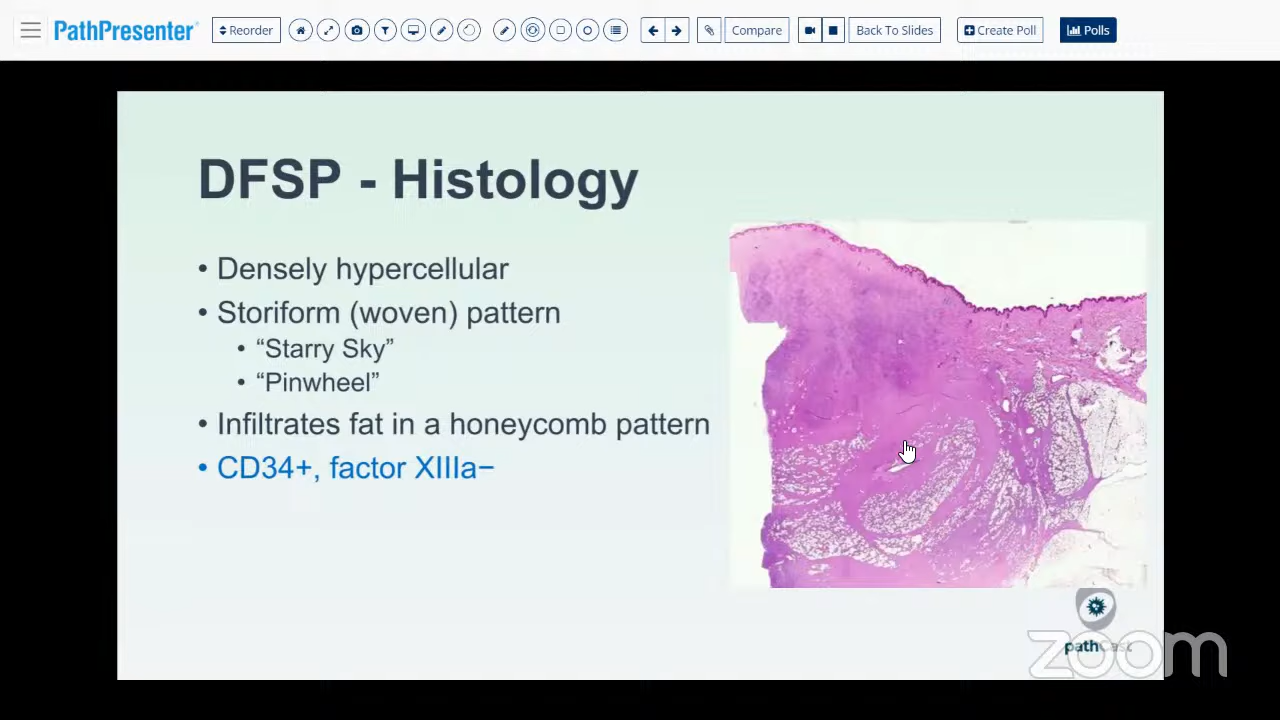 PathPresenter
Reorder
Compare
Back To Slides
Create Poll
Polls
DFSP - Histology
• Densely hypercellular
• Storiform (woven) pattern
• “Starry Sky”
• “Pinwheel”
• Infiltrates fat in a honeycomb pattern
• CD34+, factor XIIIa−
pathCast
zoom